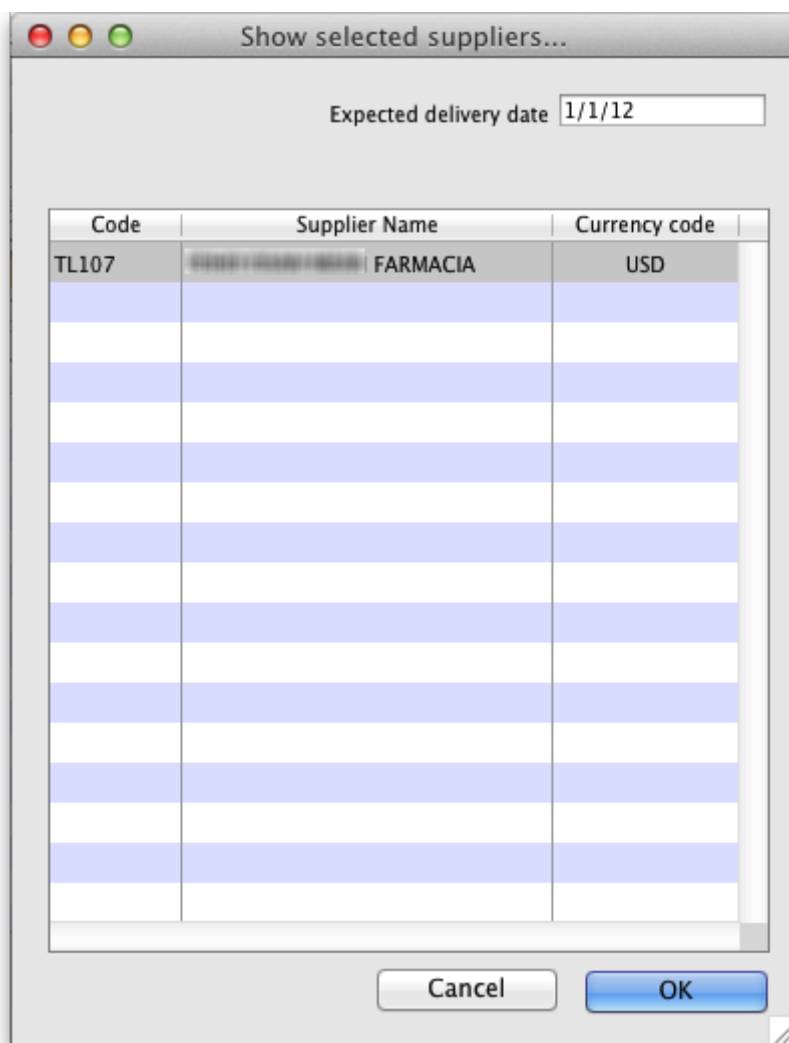 Show selected suppliers...
Expected delivery date 1/1/12
Code Supplier Name Currency code
TL107 FARMACIA USD
Cancel OK